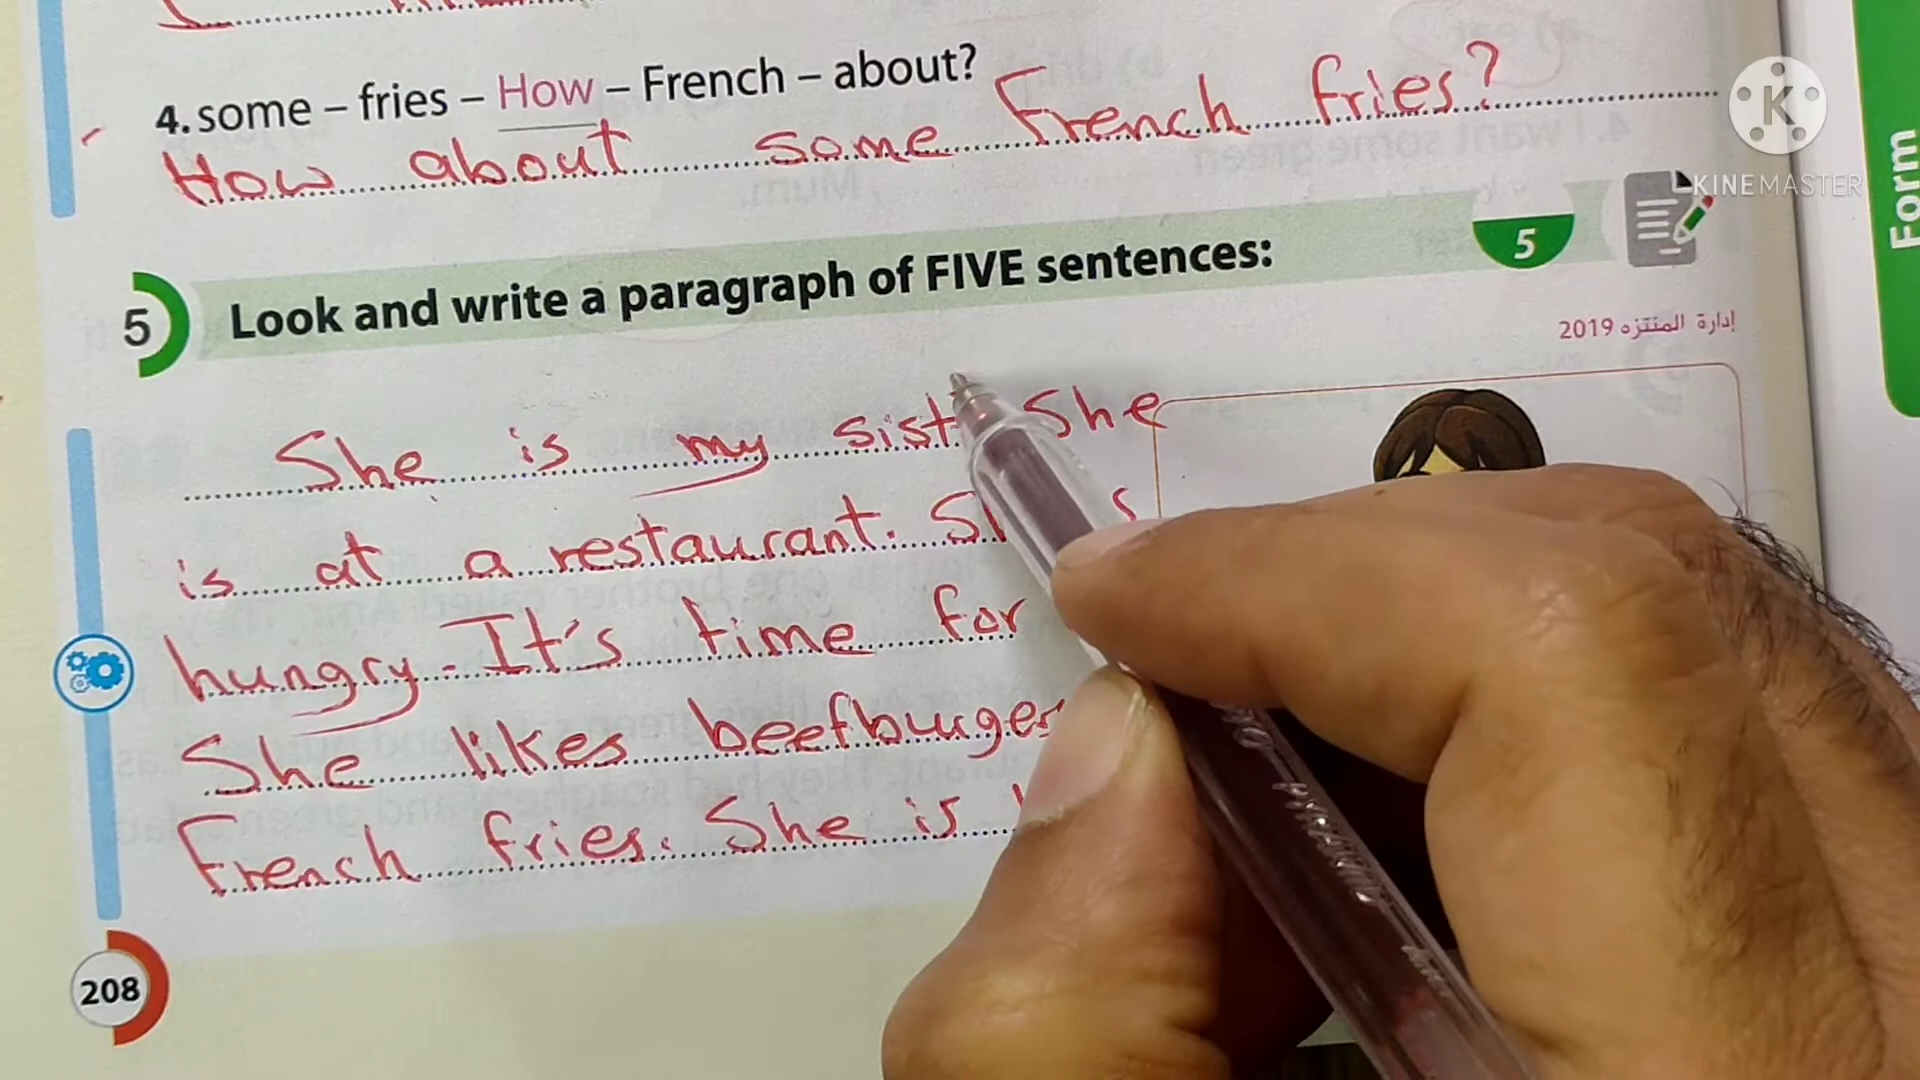 4. some – fries – How – French – about?
How about some French fries?
KINEMASTER
Form
5 Look and write a paragraph of FIVE sentences: 5
إدارة المنتزه 2019
She is my She
is at a restaurant.
hungry. It's time for
She likes beefburger
French fries. She is
208